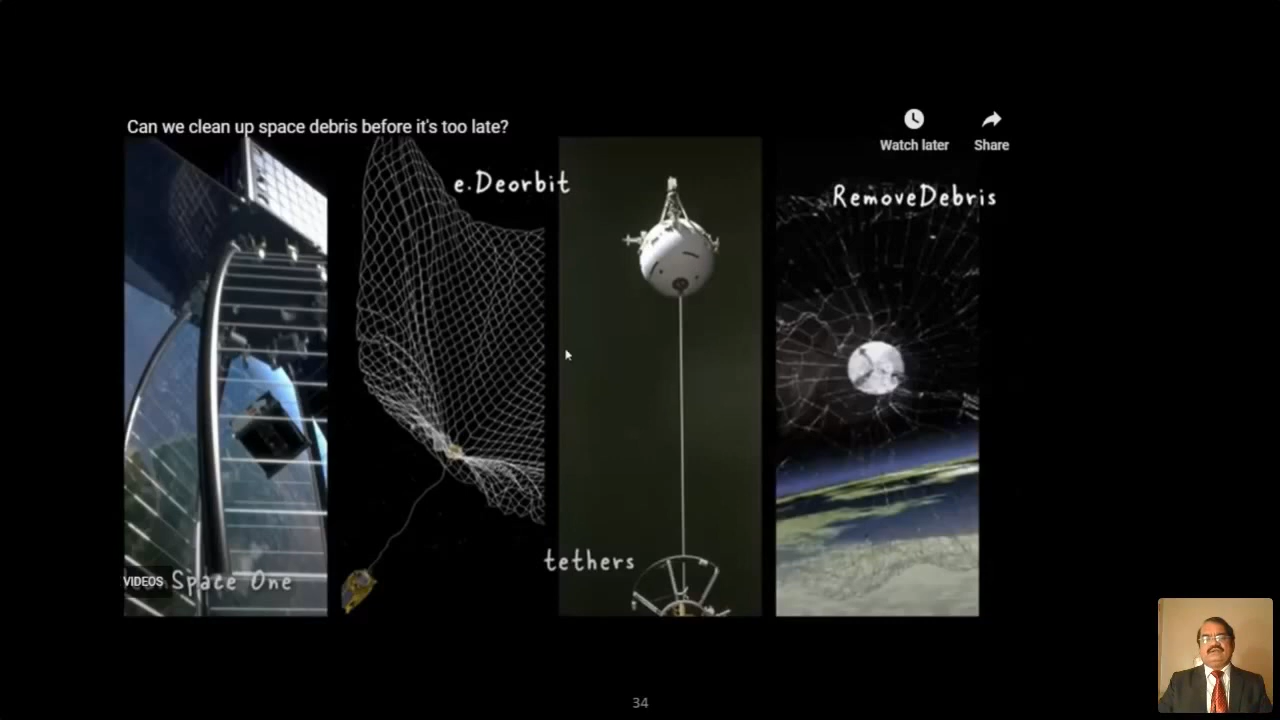 Can we clean up space debris before it's too late?
Watch later
Share
e.Deorbit
RemoveDebris
tethers
VIDEOS
Space One
34